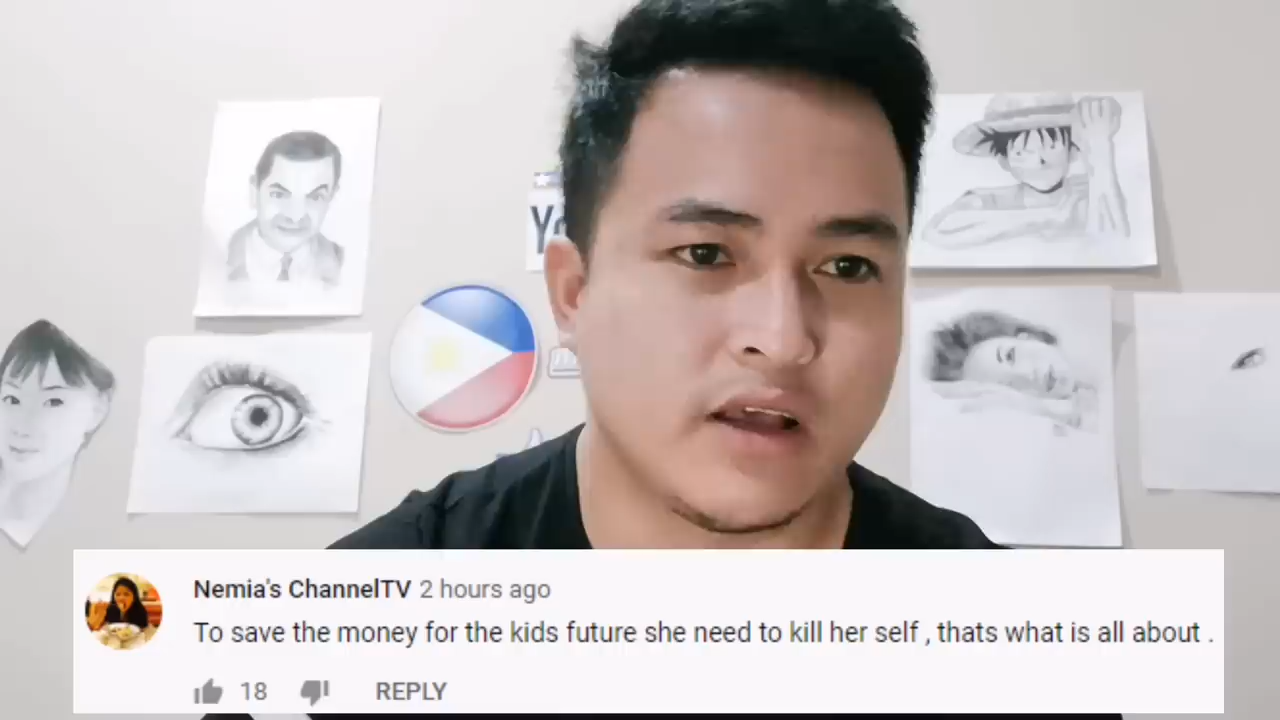 Yo
Nemia's ChannelTV 2 hours ago
To save the money for the kids future she need to kill her self , thats what is all about .
18
REPLY